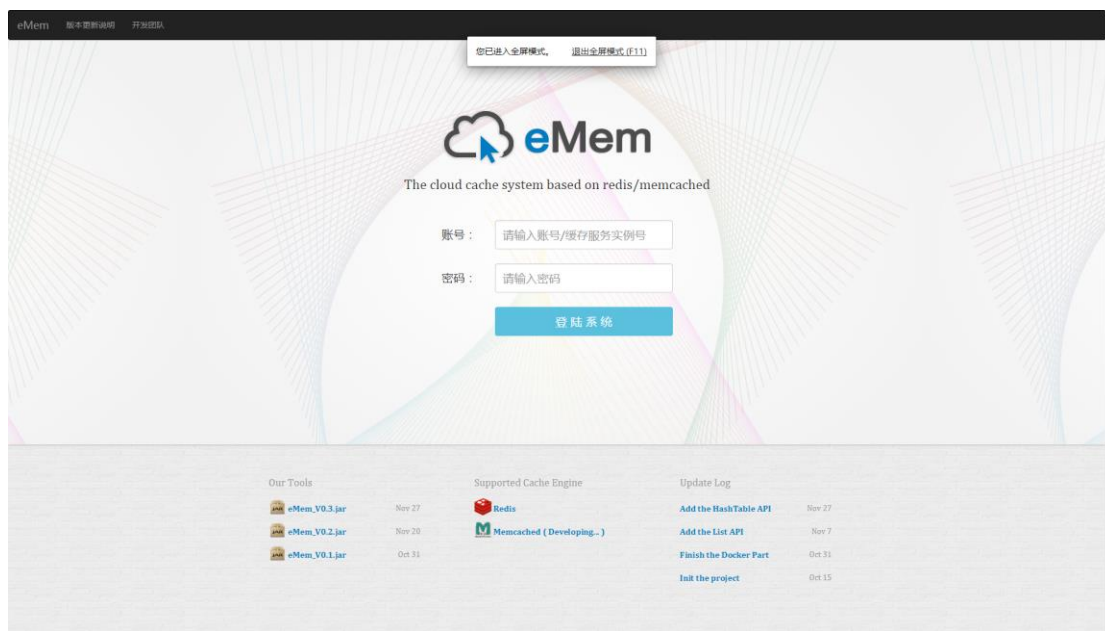 eMem 版本更新说明 开发团队
您已进入全屏模式。 退出全屏模式 (F11)
eMem
The cloud cache system based on redis/memcached
账号： 请输入账号/缓存服务实例号
密码： 请输入密码
登陆系统
Our Tools Supported Cache Engine Update Log
JAR eMem_V0.3.jar Nov 27 Redis Add the HashTable API Nov 27
JAR eMem_V0.2.jar Nov 20 Memcached ( Developing... ) Add the List API Nov 7
JAR eMem_V0.1.jar Oct 31 Finish the Docker Part Oct 31
Init the project Oct 15